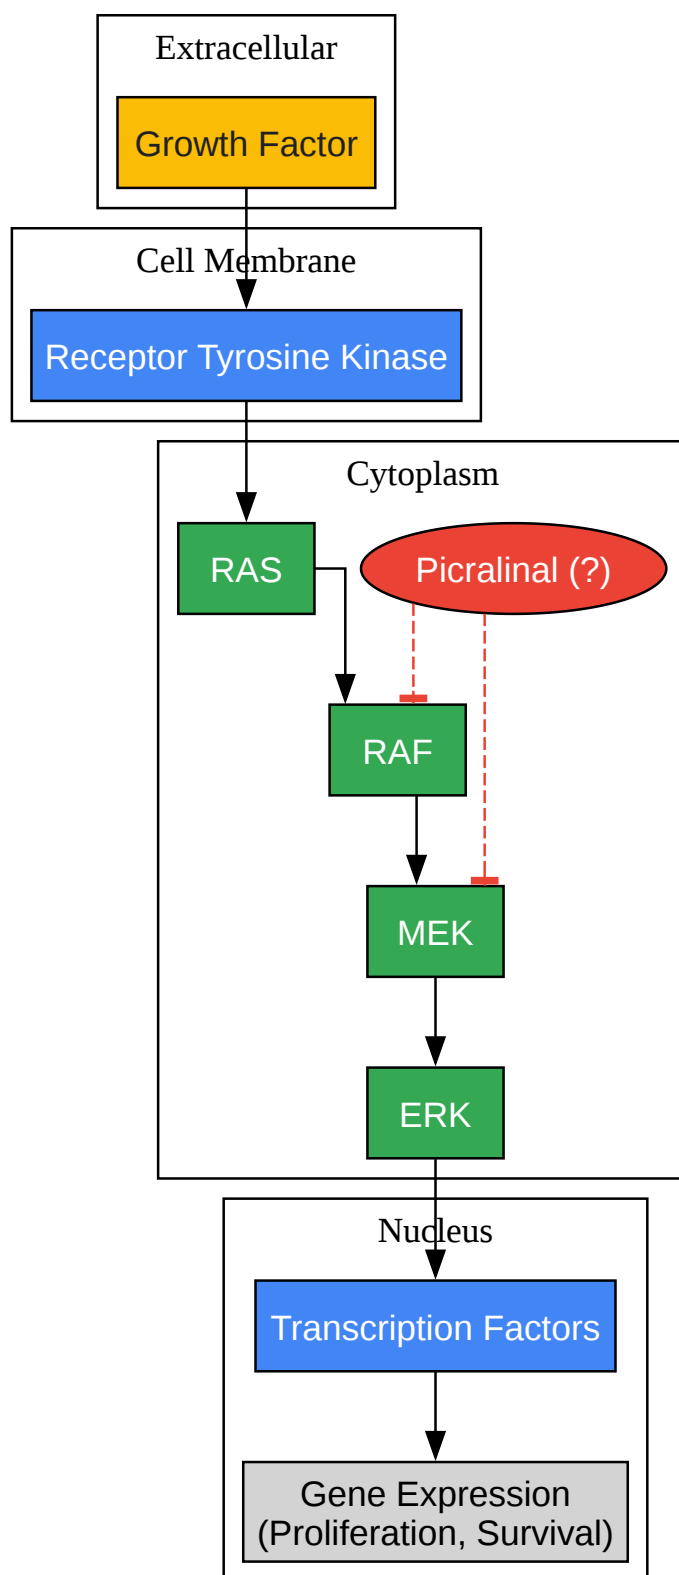 Extracellular
Growth Factor
Cell Membrane
Receptor Tyrosine Kinase
Cytoplasm
RAS
Picralinal (?)
RAF
MEK
ERK
Nucleus
Transcription Factors
Gene Expression
(Proliferation, Survival)